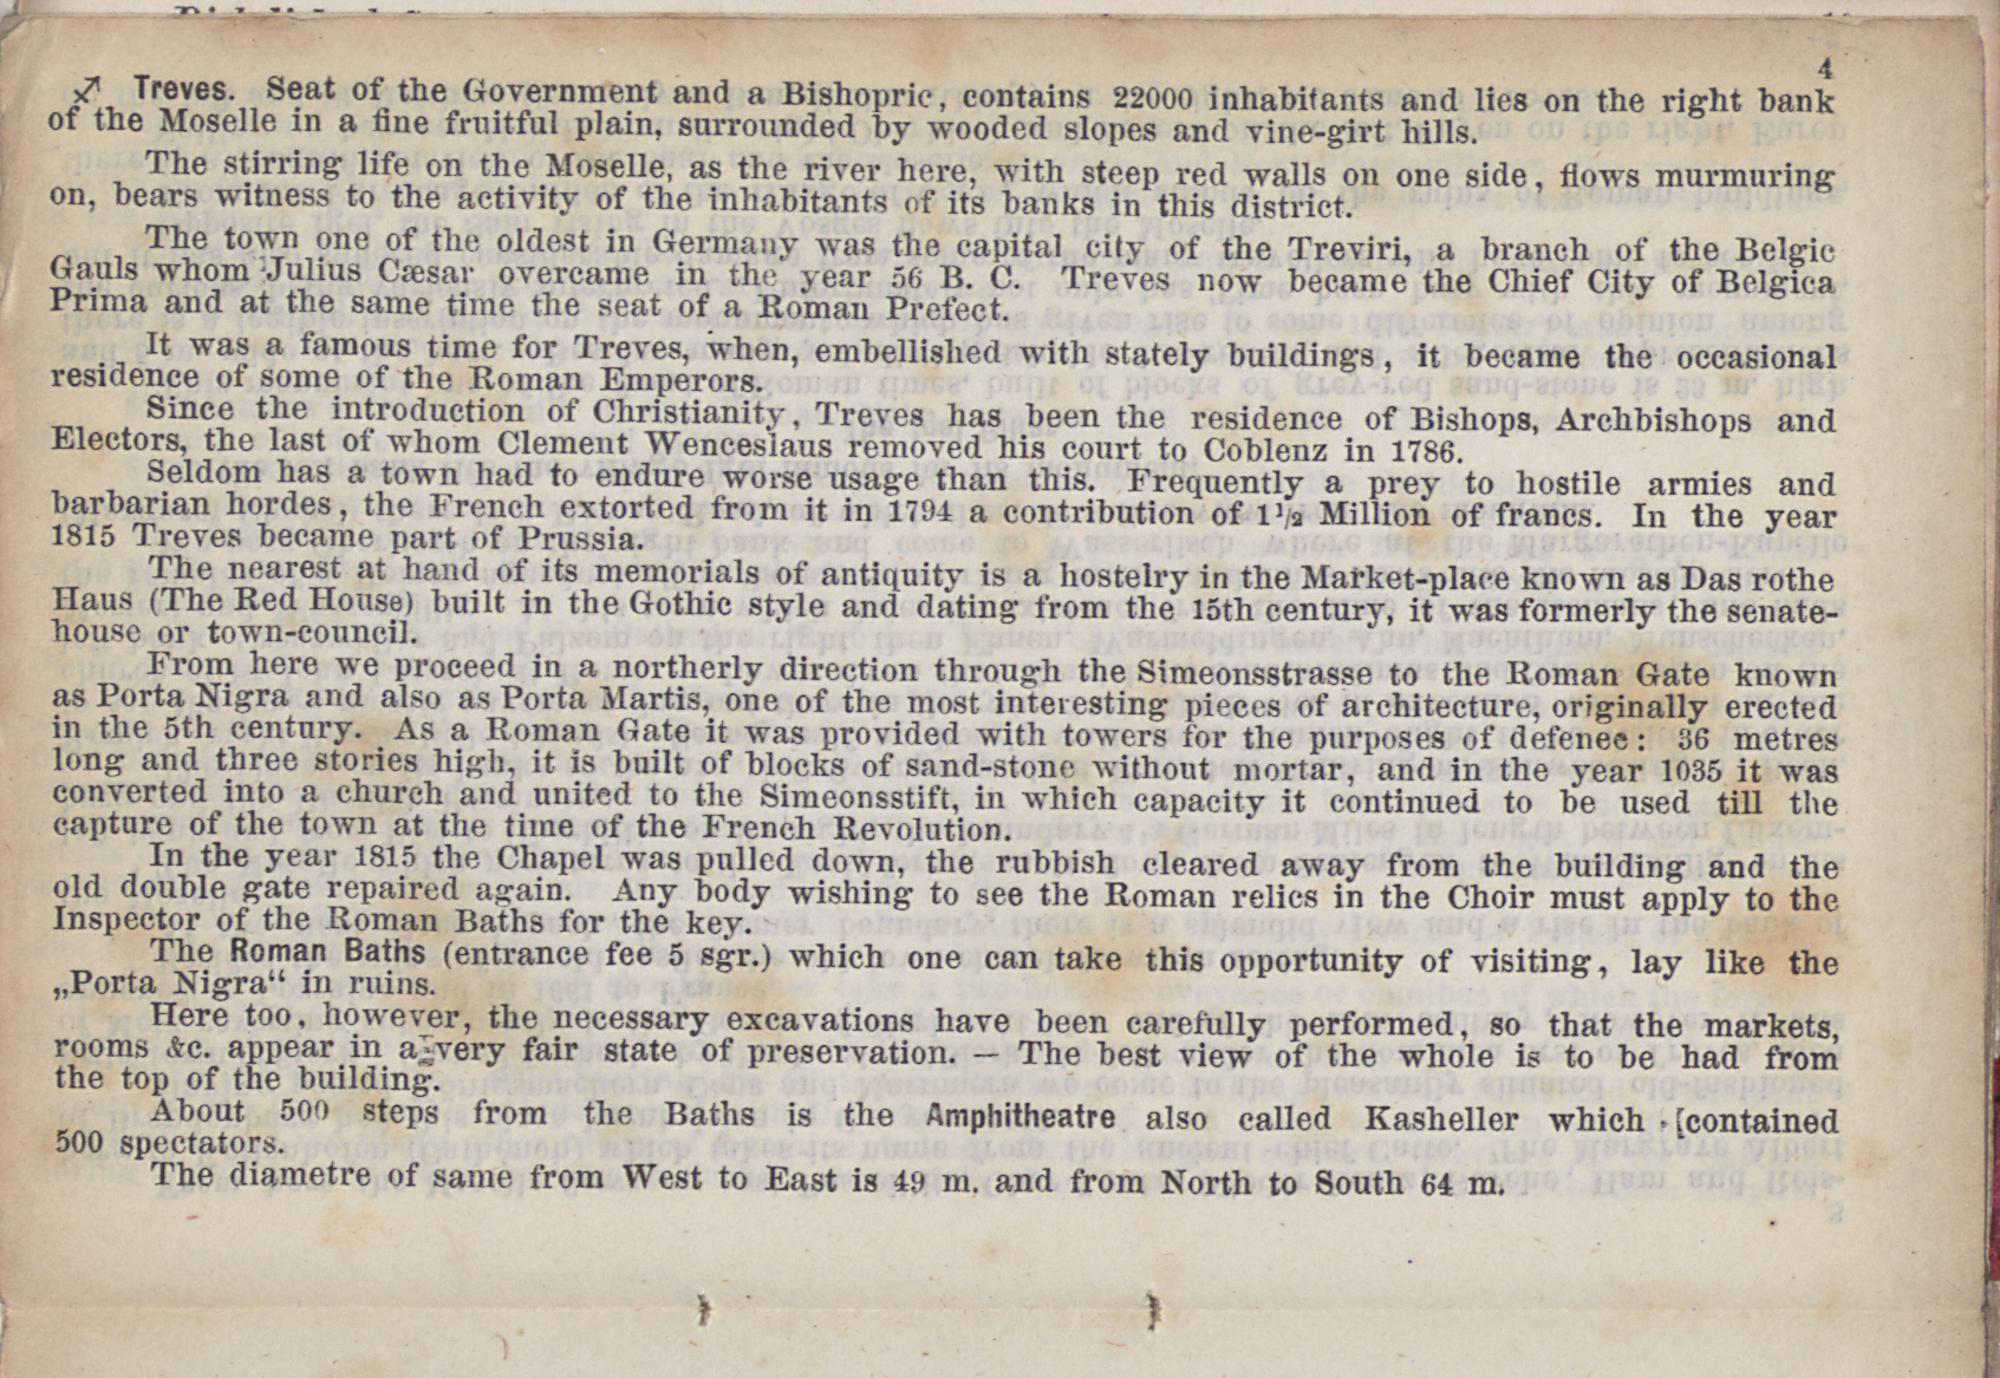 4
♐ Treves. Seat of the Government and a Bishopric, contains 22000 inhabitants and lies on the right bank
of the Moselle in a fine fruitful plain, surrounded by wooded slopes and vine-girt hills.
The stirring life on the Moselle, as the river here, with steep red walls on one side, flows murmuring
on, bears witness to the activity of the inhabitants of its banks in this district.
The town one of the oldest in Germany was the capital city of the Treviri, a branch of the Belgic
Gauls whom Julius Cæsar overcame in the year 56 B. C. Treves now became the Chief City of Belgica
Prima and at the same time the seat of a Roman Prefect.
It was a famous time for Treves, when, embellished with stately buildings, it became the occasional
residence of some of the Roman Emperors.
Since the introduction of Christianity, Treves has been the residence of Bishops, Archbishops and
Electors, the last of whom Clement Wenceslaus removed his court to Coblenz in 1786.
Seldom has a town had to endure worse usage than this. Frequently a prey to hostile armies and
barbarian hordes, the French extorted from it in 1794 a contribution of 1½ Million of francs. In the year
1815 Treves became part of Prussia.
The nearest at hand of its memorials of antiquity is a hostelry in the Market-place known as Das rothe
Haus (The Red House) built in the Gothic style and dating from the 15th century, it was formerly the senate-
house or town-council.
From here we proceed in a northerly direction through the Simeonsstrasse to the Roman Gate known
as Porta Nigra and also as Porta Martis, one of the most interesting pieces of architecture, originally erected
in the 5th century. As a Roman Gate it was provided with towers for the purposes of defence: 36 metres
long and three stories high, it is built of blocks of sand-stone without mortar, and in the year 1035 it was
converted into a church and united to the Simeonsstift, in which capacity it continued to be used till the
capture of the town at the time of the French Revolution.
In the year 1815 the Chapel was pulled down, the rubbish cleared away from the building and the
old double gate repaired again. Any body wishing to see the Roman relics in the Choir must apply to the
Inspector of the Roman Baths for the key.
The Roman Baths (entrance fee 5 sgr.) which one can take this opportunity of visiting, lay like the
„Porta Nigra“ in ruins.
Here too, however, the necessary excavations have been carefully performed, so that the markets,
rooms &c. appear in a very fair state of preservation. — The best view of the whole is to be had from
the top of the building.
About 500 steps from the Baths is the Amphitheatre also called Kasheller which [contained
500 spectators.
The diametre of same from West to East is 49 m. and from North to South 64 m.